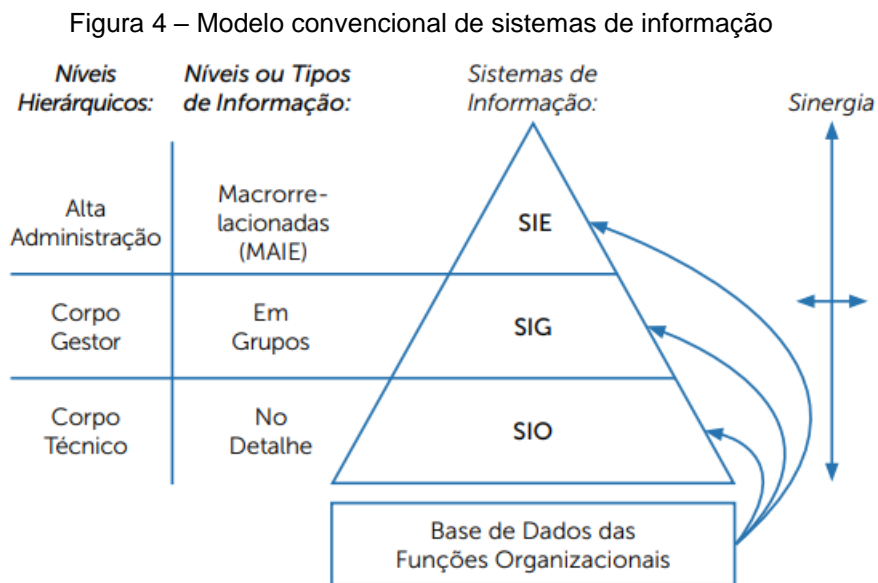 Figura 4 – Modelo convencional de sistemas de informação
Níveis
Hierárquicos:
Níveis ou Tipos
de Informação:
Sistemas de
Informação:
Sinergia
Alta
Administração
Macrorre-
lacionadas
(MAIE)
SIE
Corpo
Gestor
Em
Grupos
SIG
Corpo
Técnico
No
Detalhe
SIO
Base de Dados das
Funções Organizacionais